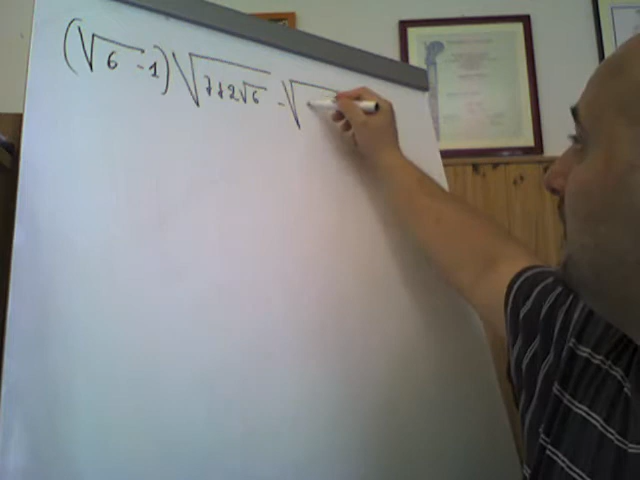 (√6 - 1) √(7+2√6) - √